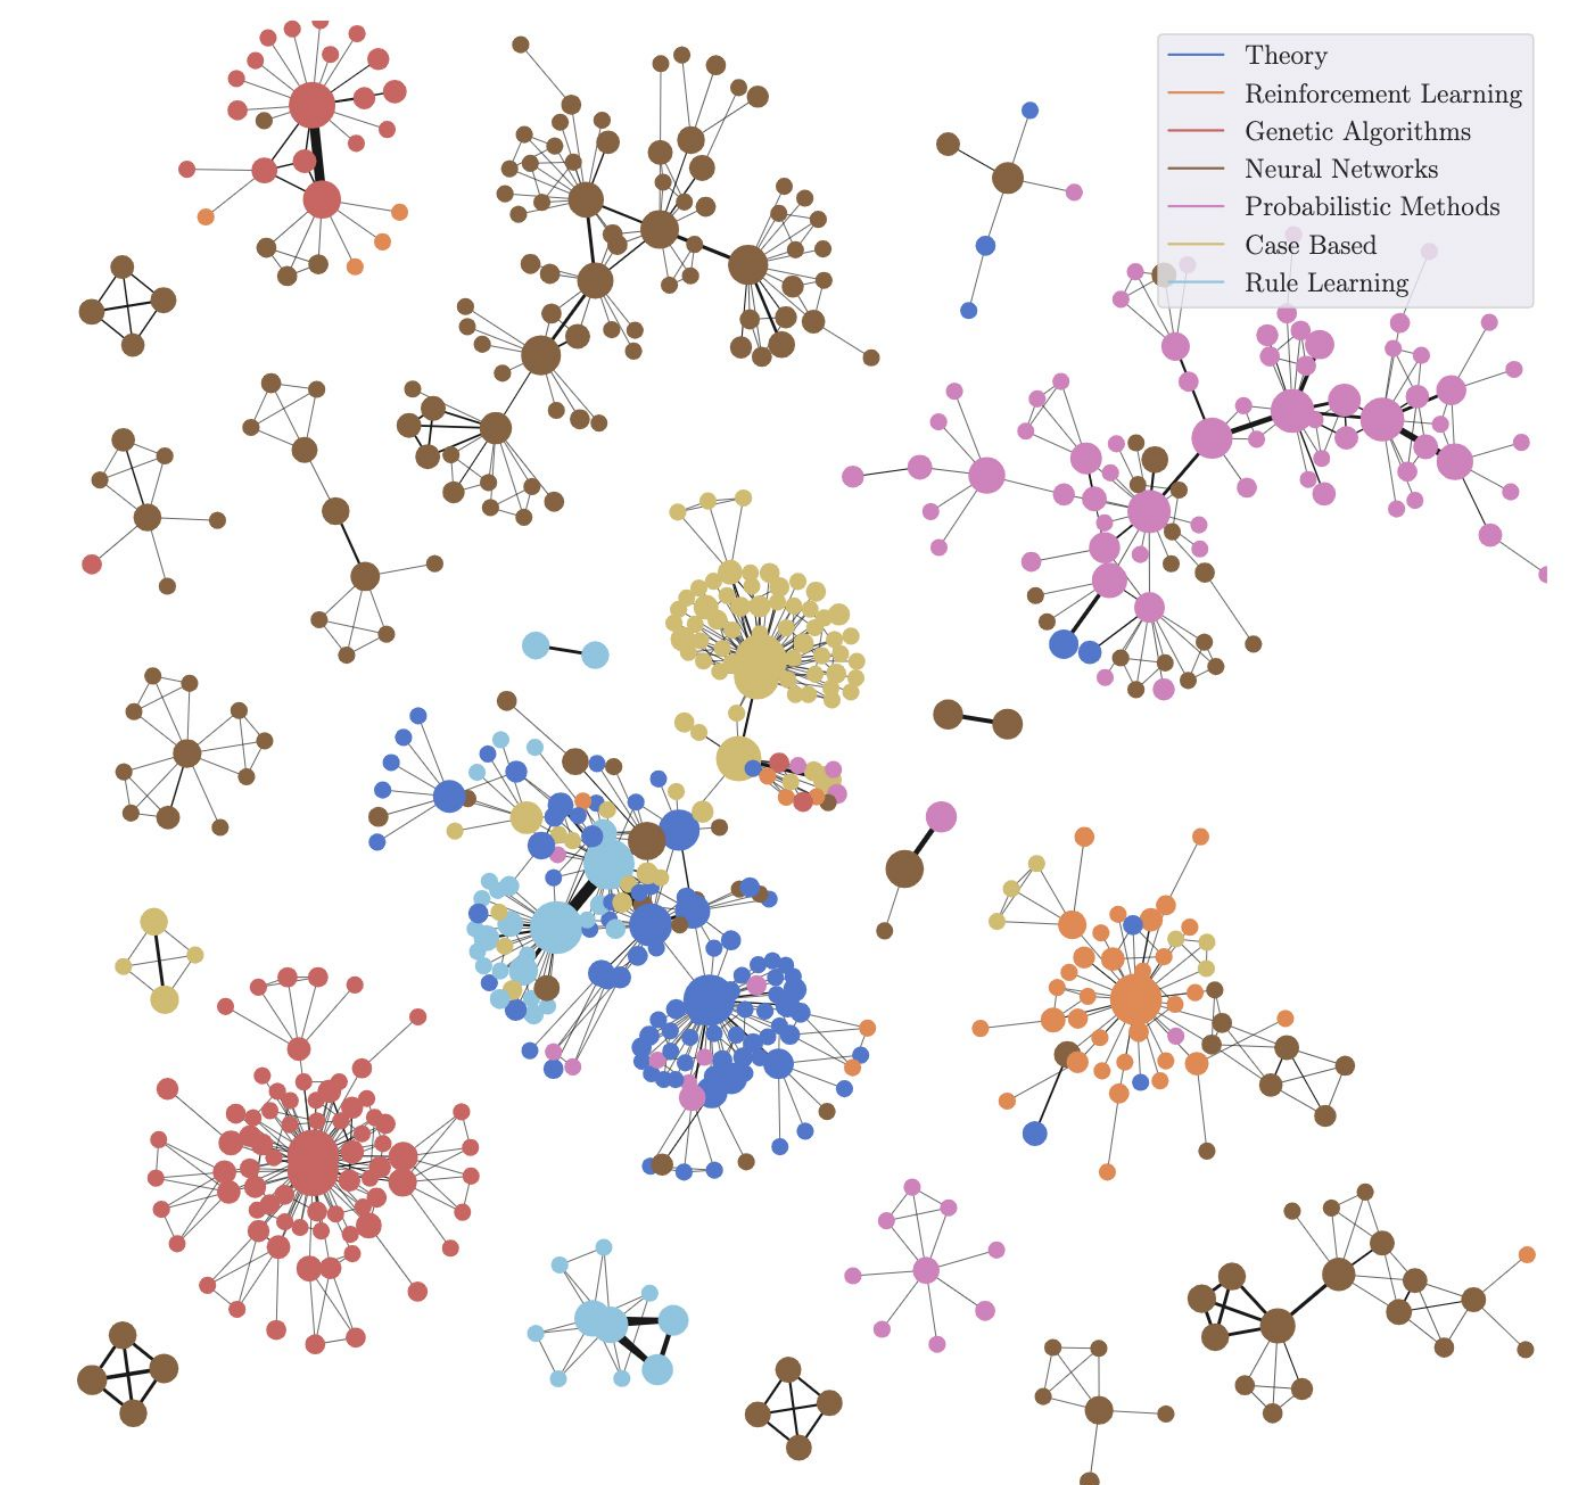 Theory
Reinforcement Learning
Genetic Algorithms
Neural Networks
Probabilistic Methods
Case Based
Rule Learning